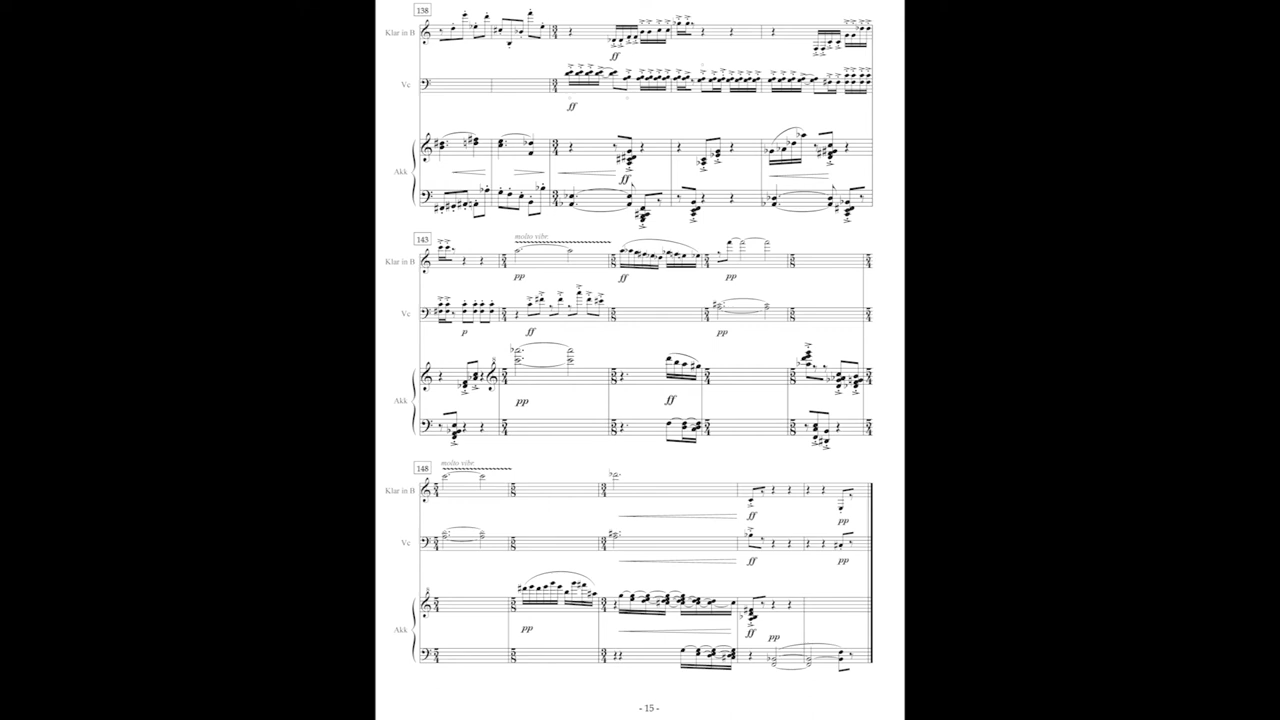 138
Klar in B
ff
Vc
ff
Akk
ff
143
molto vibr.
Klar in B
pp ff pp
Vc
p ff pp
Akk
pp ff
148
molto vibr.
Klar in B
ff pp
Vc
ff pp
Akk
pp ff pp
- 15 -